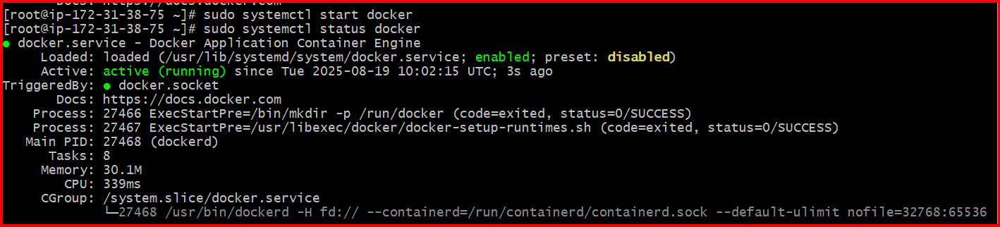 Docs: https://docs.docker.com
[root@ip-172-31-38-75 ~]# sudo systemctl start docker
[root@ip-172-31-38-75 ~]# sudo systemctl status docker
● docker.service - Docker Application Container Engine
     Loaded: loaded (/usr/lib/systemd/system/docker.service; enabled; preset: disabled)
     Active: active (running) since Tue 2025-08-19 10:02:15 UTC; 3s ago
TriggeredBy: ● docker.socket
       Docs: https://docs.docker.com
    Process: 27466 ExecStartPre=/bin/mkdir -p /run/docker (code=exited, status=0/SUCCESS)
    Process: 27467 ExecStartPre=/usr/libexec/docker/docker-setup-runtimes.sh (code=exited, status=0/SUCCESS)
   Main PID: 27468 (dockerd)
      Tasks: 8
     Memory: 30.1M
        CPU: 339ms
     CGroup: /system.slice/docker.service
             └─27468 /usr/bin/dockerd -H fd:// --containerd=/run/containerd/containerd.sock --default-ulimit nofile=32768:65536